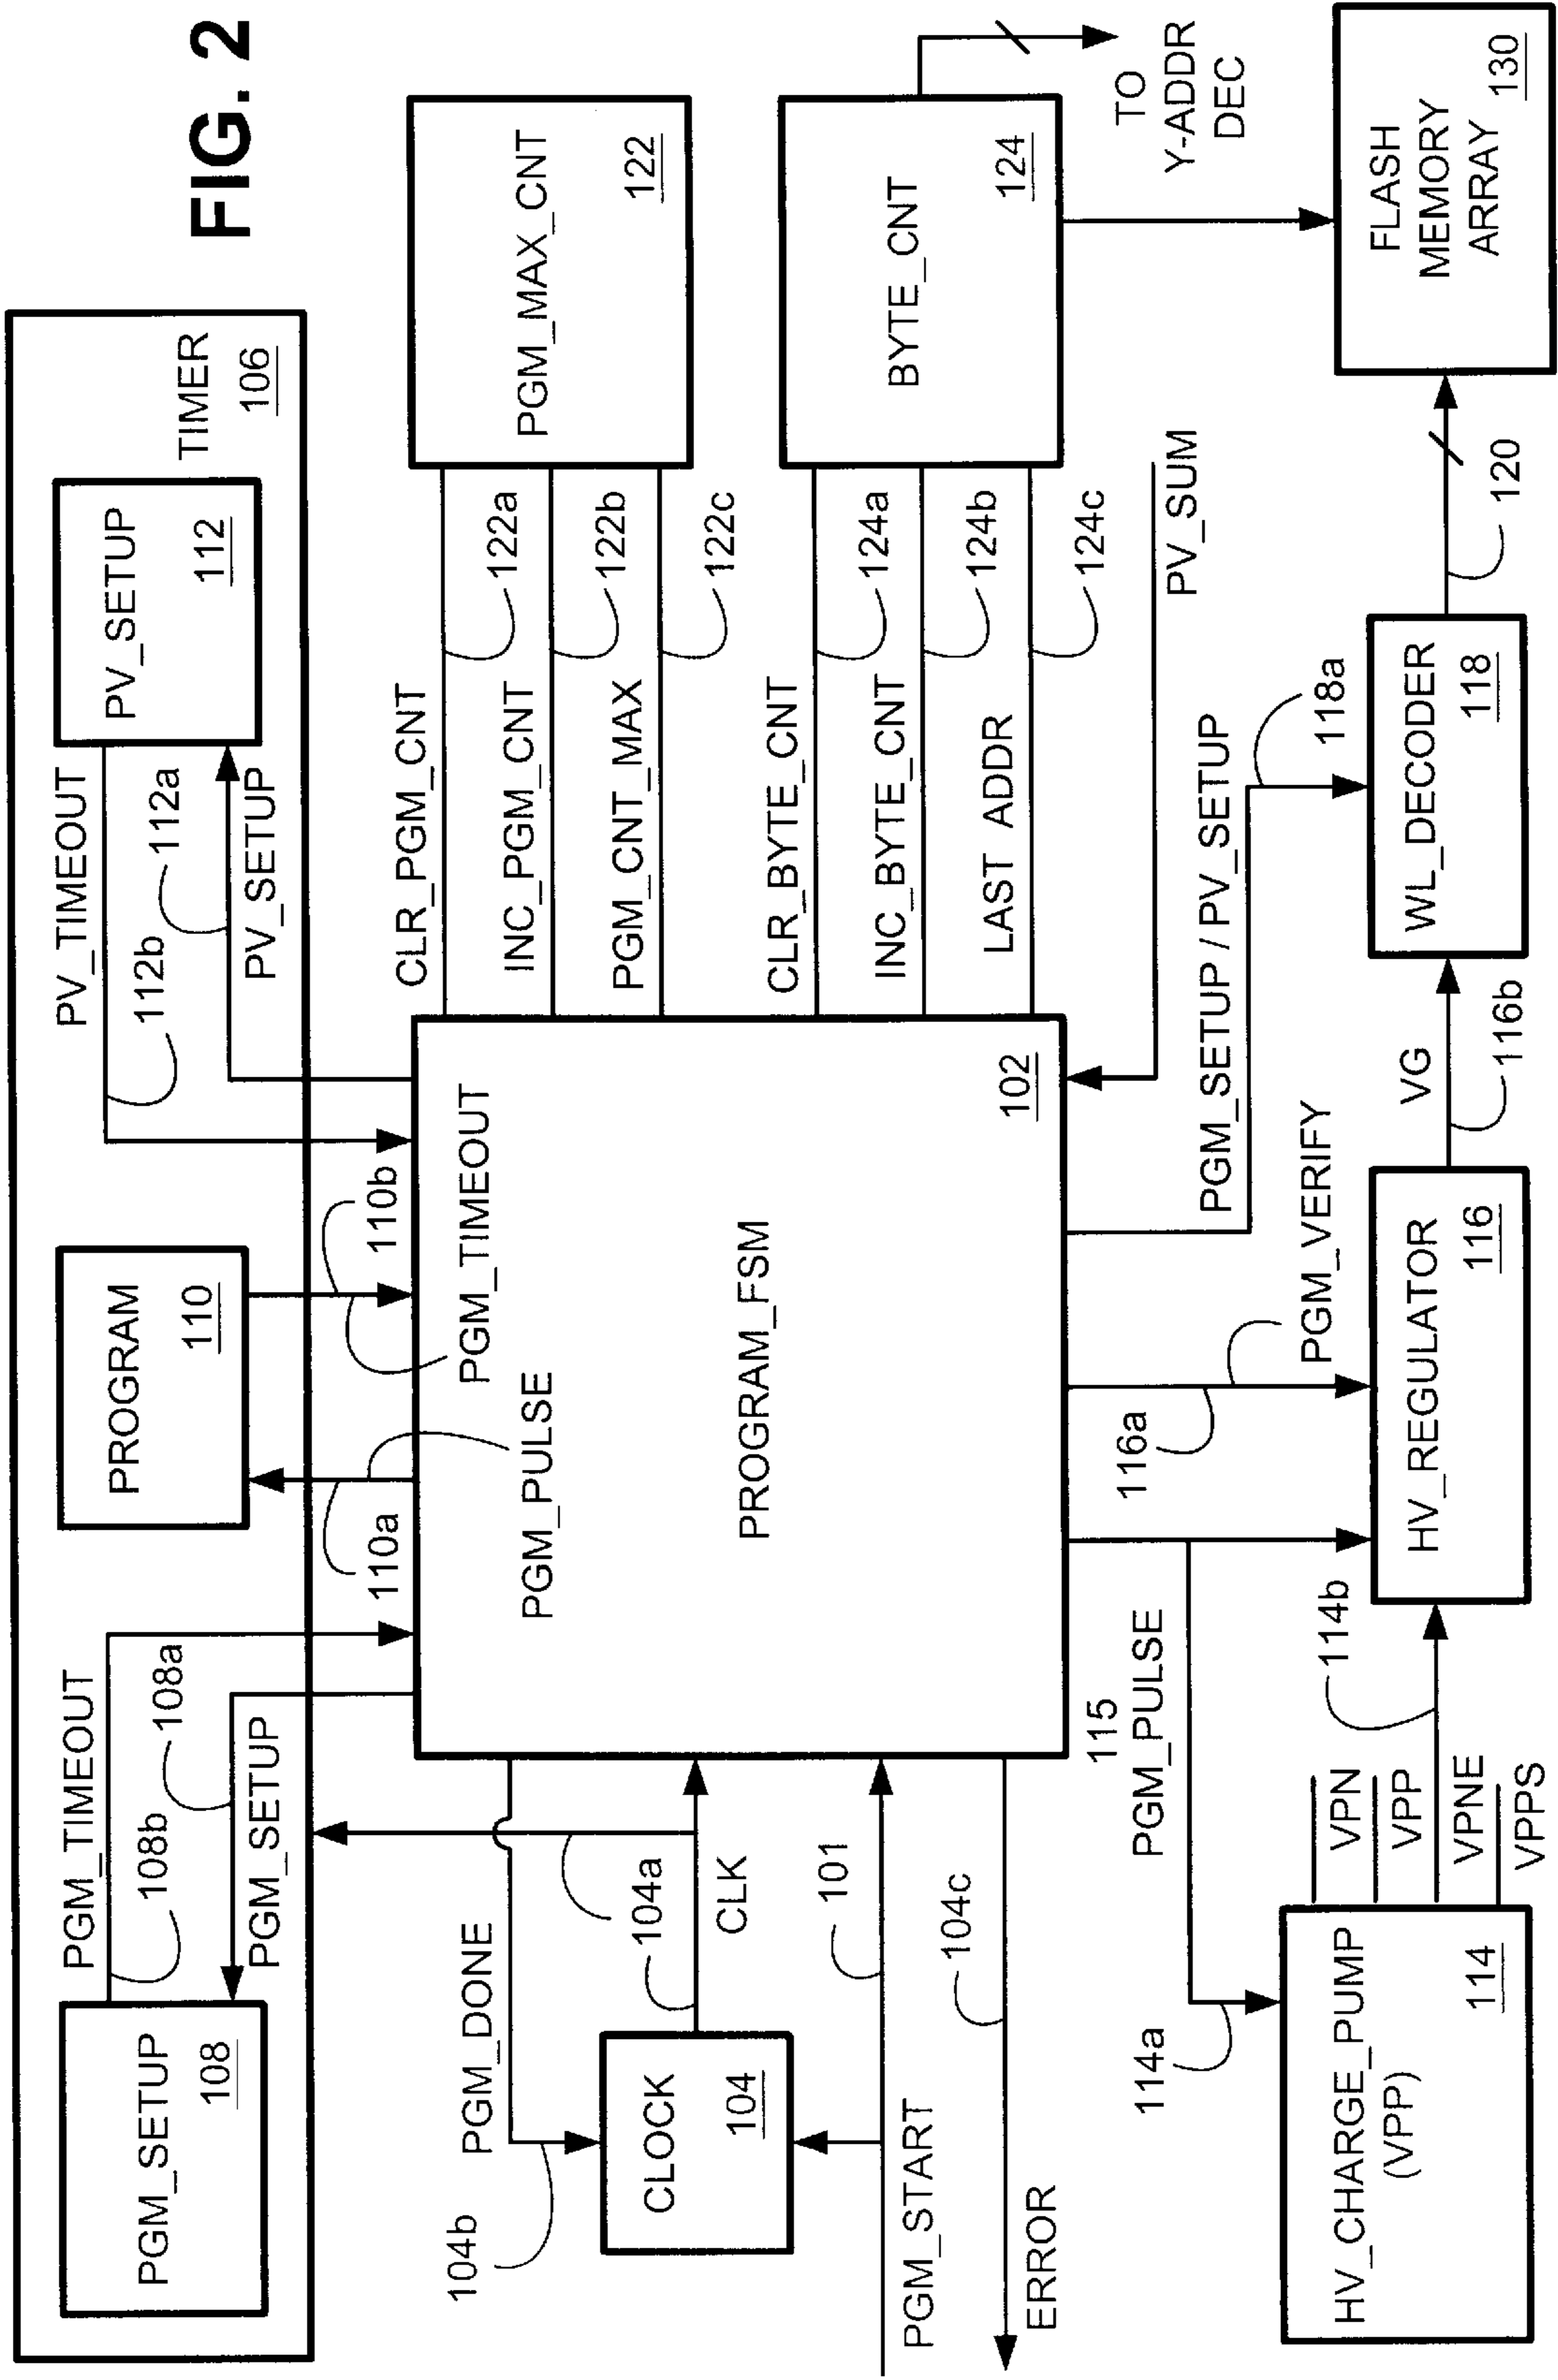 FIG. 2
TIMER
106
PGM_SETUP
108
PGM_TIMEOUT
108b
108a
PGM_SETUP
PROGRAM
110
110a
110b
PGM_PULSE
PGM_TIMEOUT
PV_SETUP
112
PV_TIMEOUT
112b
112a
PV_SETUP
PGM_DONE
104b
CLOCK
104
104a
CLK
PGM_START
101
104c
ERROR
PROGRAM_FSM
102
CLR_PGM_CNT
122a
INC_PGM_CNT
122b
PGM_CNT_MAX
122c
PGM_MAX_CNT
122
CLR_BYTE_CNT
124a
INC_BYTE_CNT
124b
LAST ADDR
124c
BYTE_CNT
124
TO
Y-ADDR
DEC
PV_SUM
115
PGM_PULSE
114a
HV_CHARGE_PUMP
(VPP)
114
VPN
VPP
VPNE
VPPS
114b
116a
PGM_VERIFY
HV_REGULATOR
116
VG
116b
PGM_SETUP / PV_SETUP
118a
WL_DECODER
118
120
FLASH
MEMORY
ARRAY
130